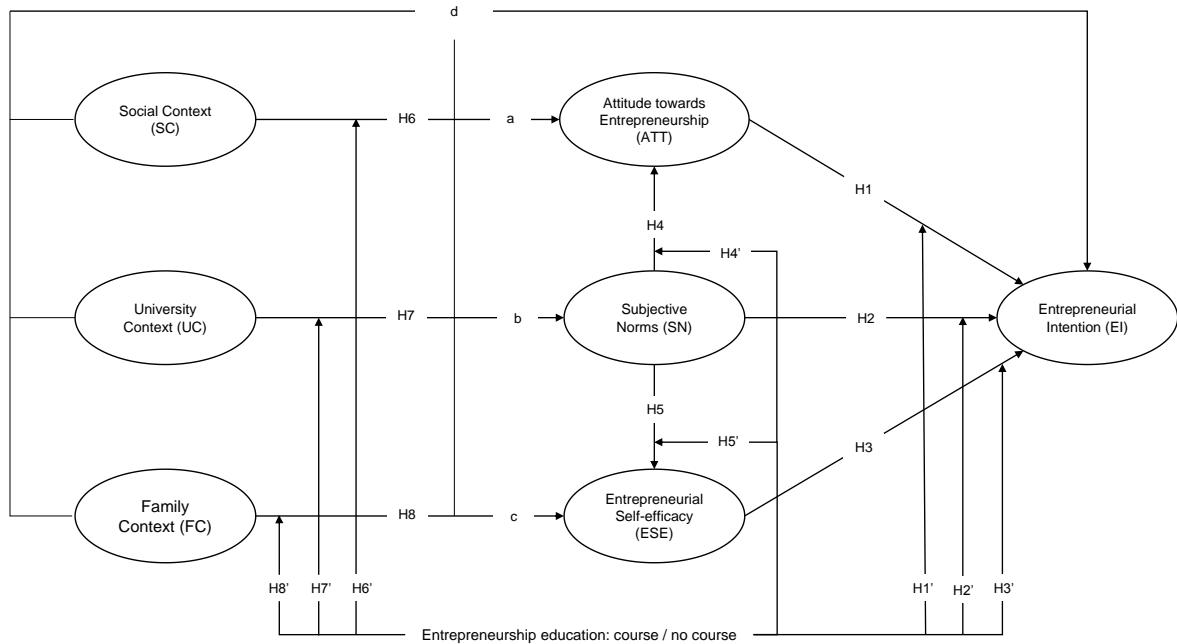 d
Social Context
(SC)
H6
a
Attitude towards
Entrepreneurship
(ATT)
H1
H4
H4’
University
Context (UC)
H7
b
Subjective
Norms (SN)
H2
Entrepreneurial
Intention (EI)
H5
H5’
H3
Family
Context (FC)
H8
c
Entrepreneurial
Self-efficacy
(ESE)
H8’
H7’
H6’
H1’
H2’
H3’
Entrepreneurship education: course / no course